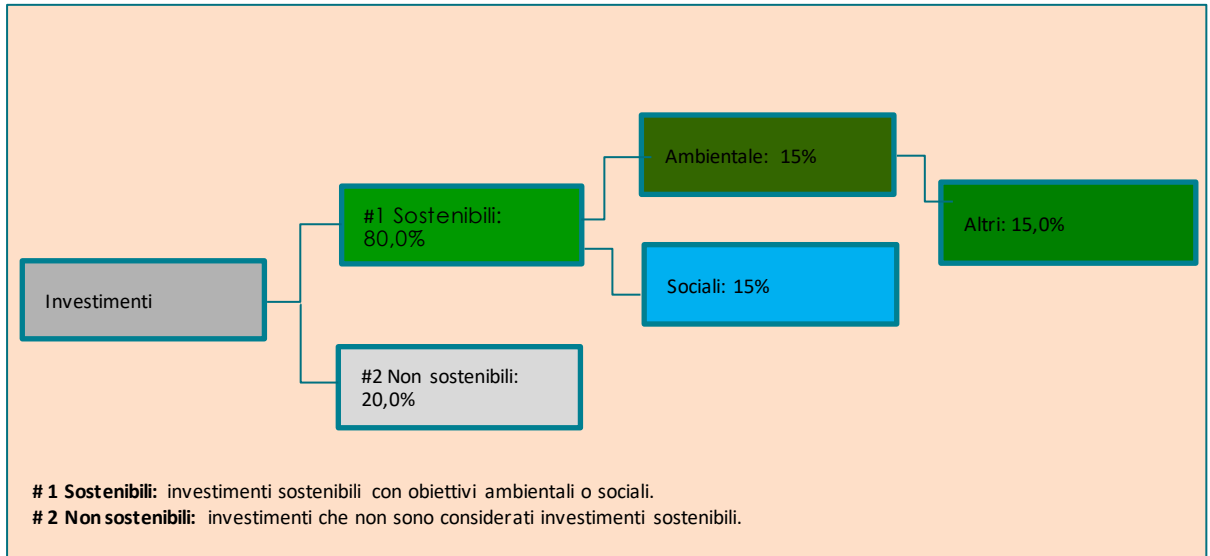 Ambientale: 15%
#1 Sostenibili:
80,0%
Altri: 15,0%
Sociali: 15%
Investimenti
#2 Non sostenibili:
20,0%
# 1 Sostenibili: investimenti sostenibili con obiettivi ambientali o sociali.
# 2 Non sostenibili: investimenti che non sono considerati investimenti sostenibili.